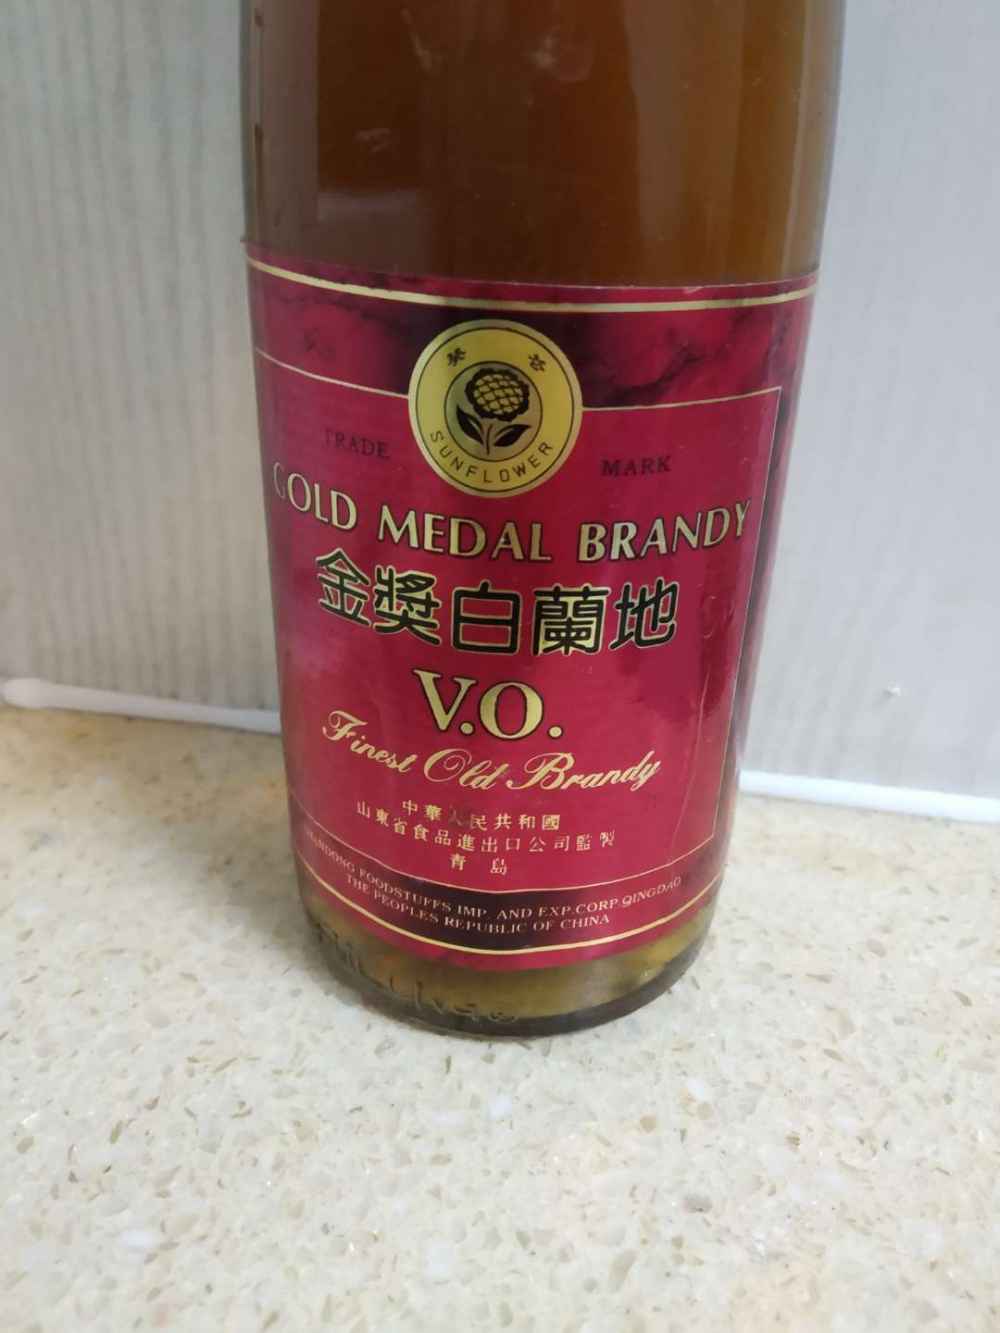 葵花
SUNFLOWER
TRADE MARK
GOLD MEDAL BRANDY
金奬白蘭地
V.O.
Finest Old Brandy
中華人民共和國
山東省食品進出口公司監製
青島
SHANDONG FOODSTUFFS IMP. AND EXP.CORP.QINGDAO
THE PEOPLES REPUBLIC OF CHINA